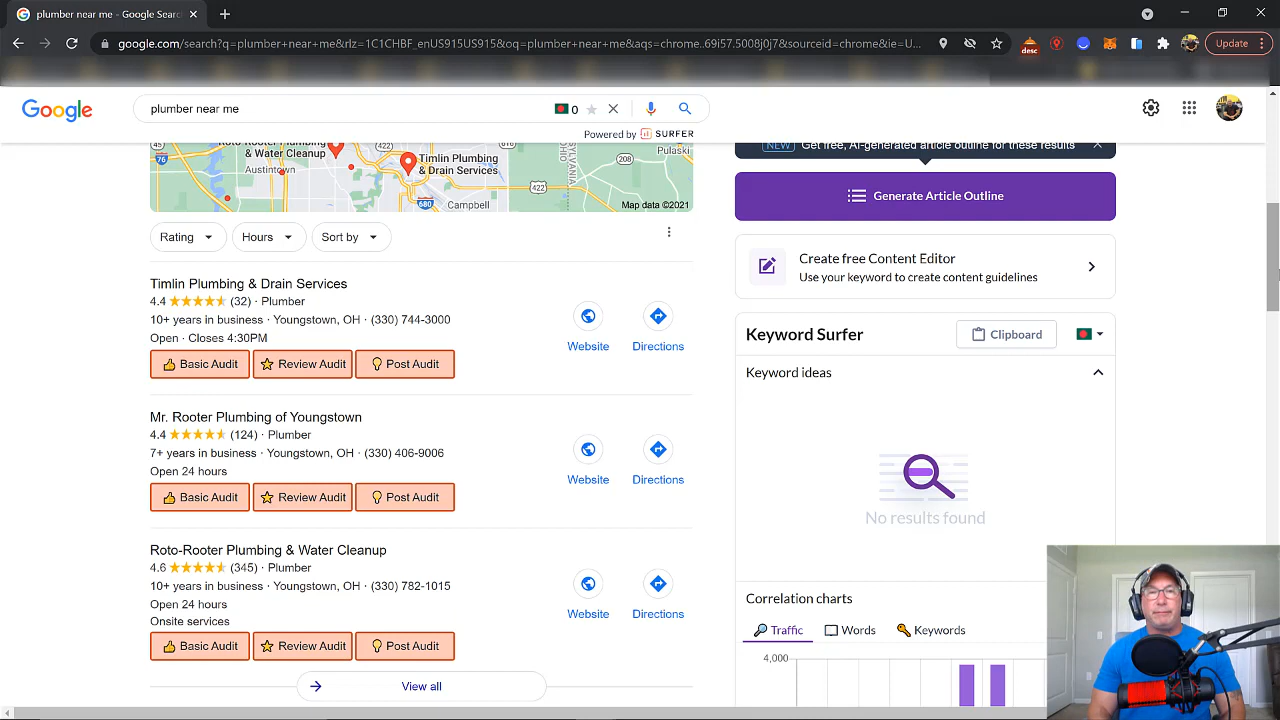 plumber near me - Google Searc
google.com/search?q=plumber+near+me&rlz=1C1CHBF_enUS915US915&oq=plumber+near+me&aqs=chrome..69i57.5008j0j7&sourceid=chrome&ie=U...
desc
Update
Google
plumber near me
0
Powered by SURFER
& Water Cleanup
Austintown
76
Timlin Plumbing
& Drain Services
422
208
Pulaski
680
Campbell
Map data ©2021
NEW Get free, AI-generated article outline for these results
Generate Article Outline
Rating
Hours
Sort by
Create free Content Editor
Use your keyword to create content guidelines
Timlin Plumbing & Drain Services
4.4 (32) · Plumber
10+ years in business · Youngstown, OH · (330) 744-3000
Open · Closes 4:30PM
Basic Audit
Review Audit
Post Audit
Website
Directions
Keyword Surfer
Clipboard
Keyword ideas
No results found
Mr. Rooter Plumbing of Youngstown
4.4 (124) · Plumber
7+ years in business · Youngstown, OH · (330) 406-9006
Open 24 hours
Basic Audit
Review Audit
Post Audit
Website
Directions
Roto-Rooter Plumbing & Water Cleanup
4.6 (345) · Plumber
10+ years in business · Youngstown, OH · (330) 782-1015
Open 24 hours
Onsite services
Basic Audit
Review Audit
Post Audit
Website
Directions
View all
Correlation charts
Traffic
Words
Keywords
4,000